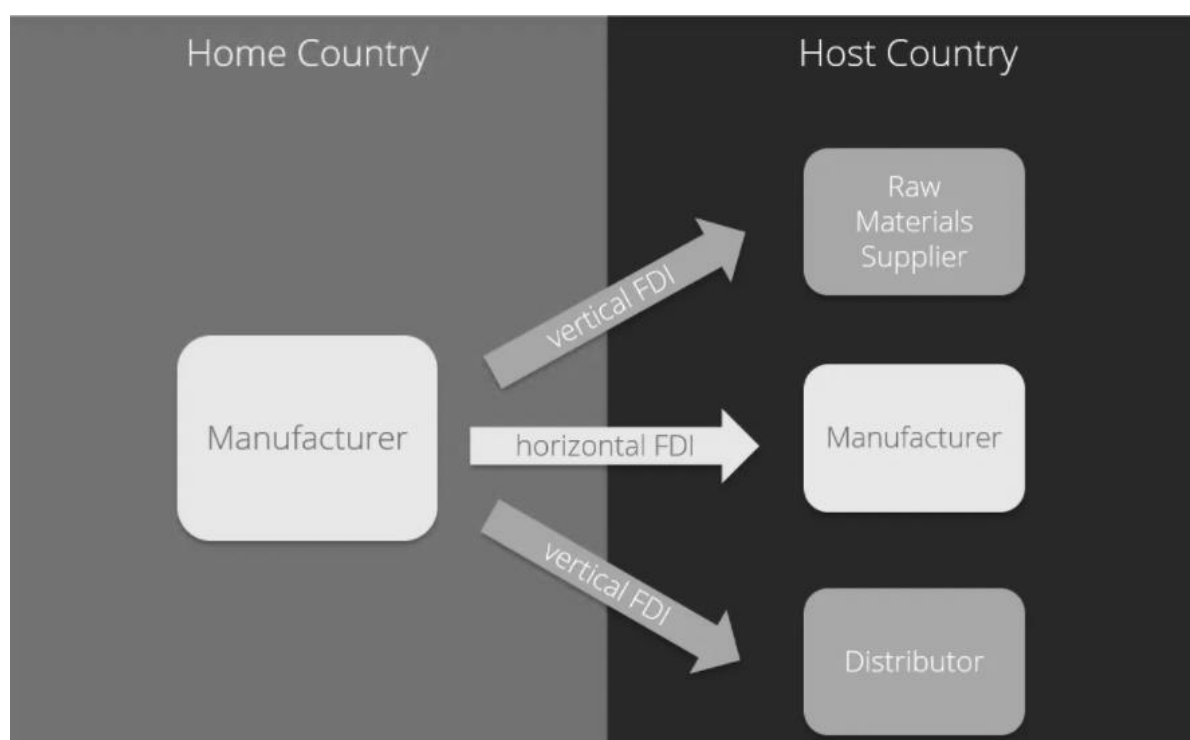 Home Country
Host Country
Raw
Materials
Supplier
vertical FDI
Manufacturer
horizontal FDI
Manufacturer
vertical FDI
Distributor